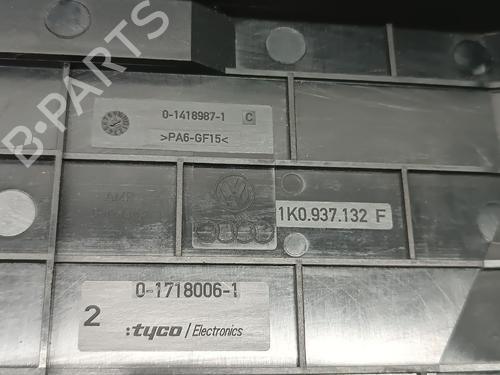 0-1418987-1 C
>PA6-GF15<
1K0.937.132 F
0-1718006-1
2 :tyco / Electronics
B-PARTS